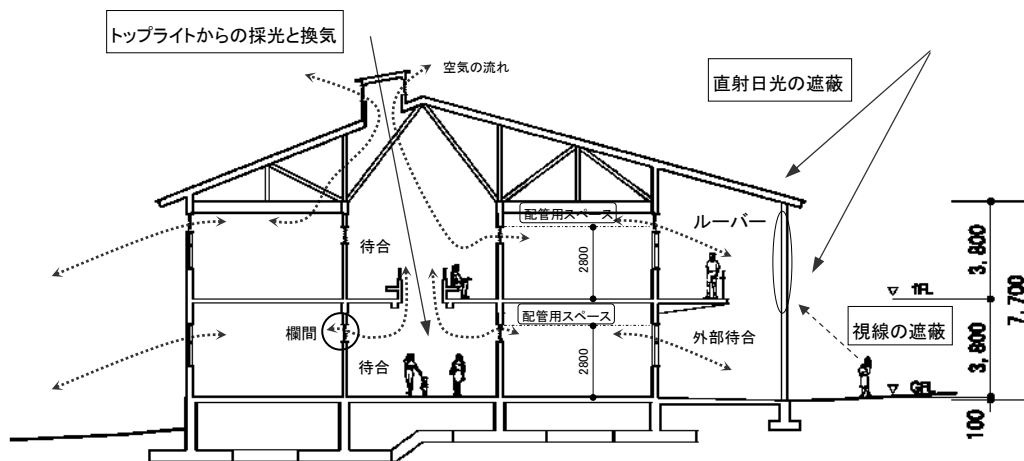 トップライトからの採光と換気
空気の流れ
直射日光の遮蔽
配管用スペース
ルーバー
待合
2800
3,800
1FL
7,700
配管用スペース
欄間
外部待合
視線の遮蔽
待合
2800
3,800
GFL
100